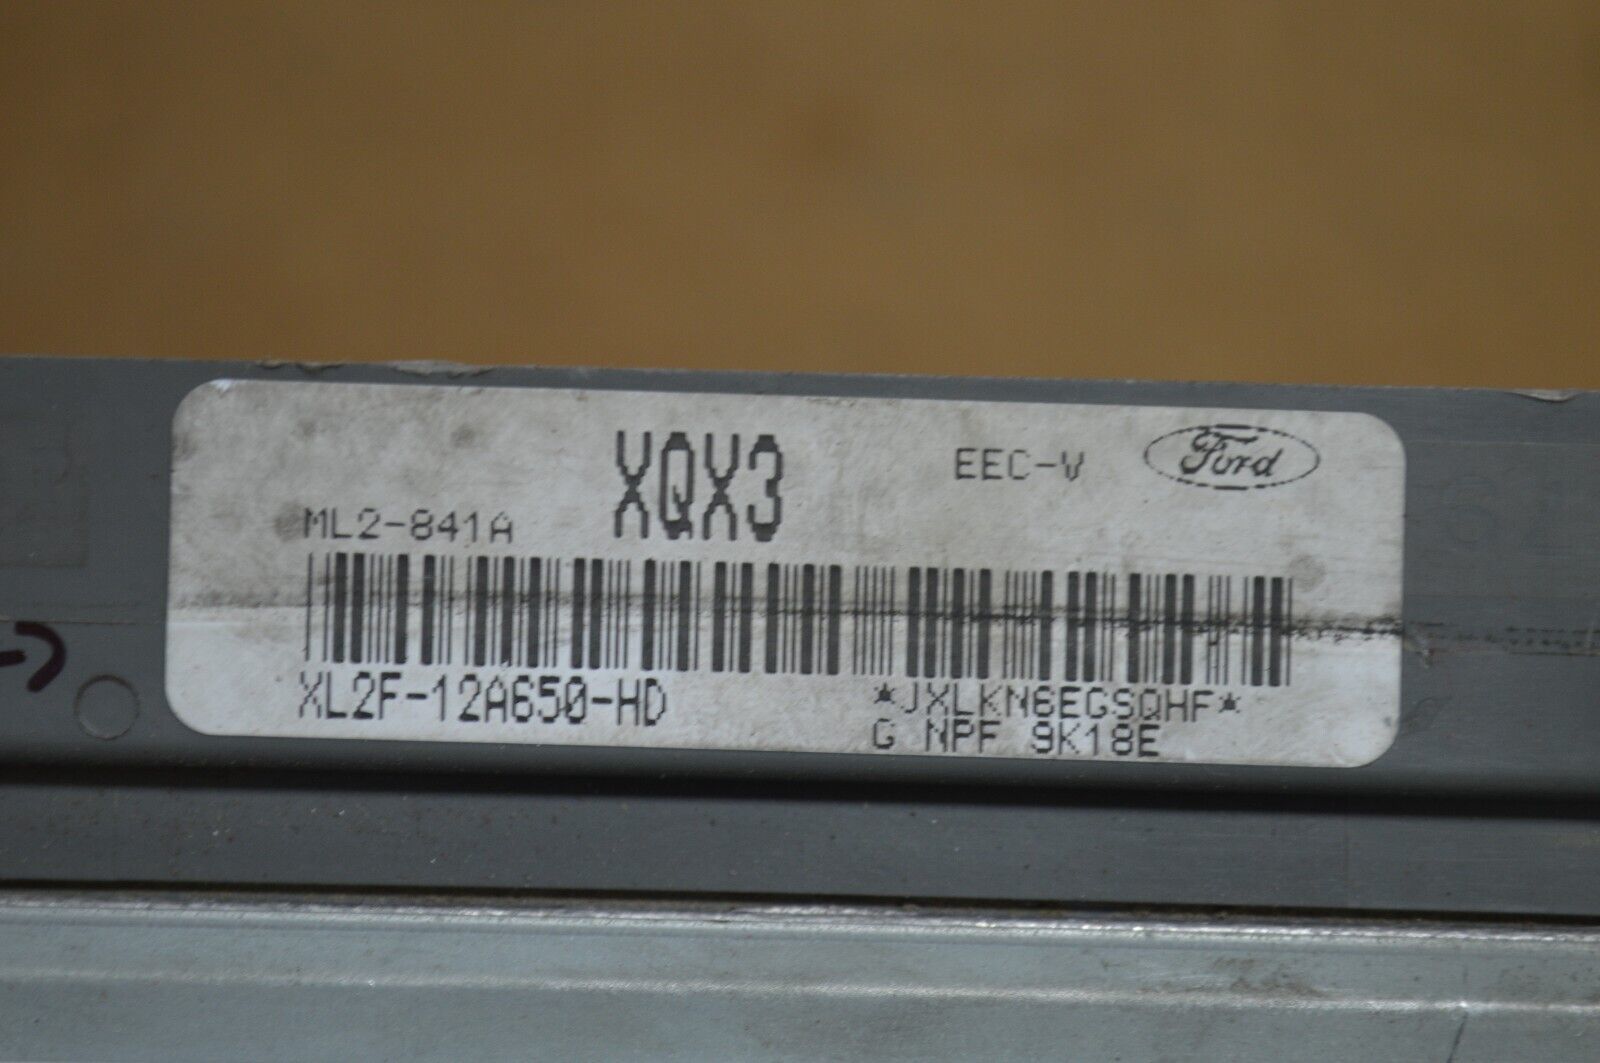 XQX3
EEC-V
Ford
ML2-841A
XL2F-12A650-HD
*JXLKN6EGSQHF*
G NPF 9K18E